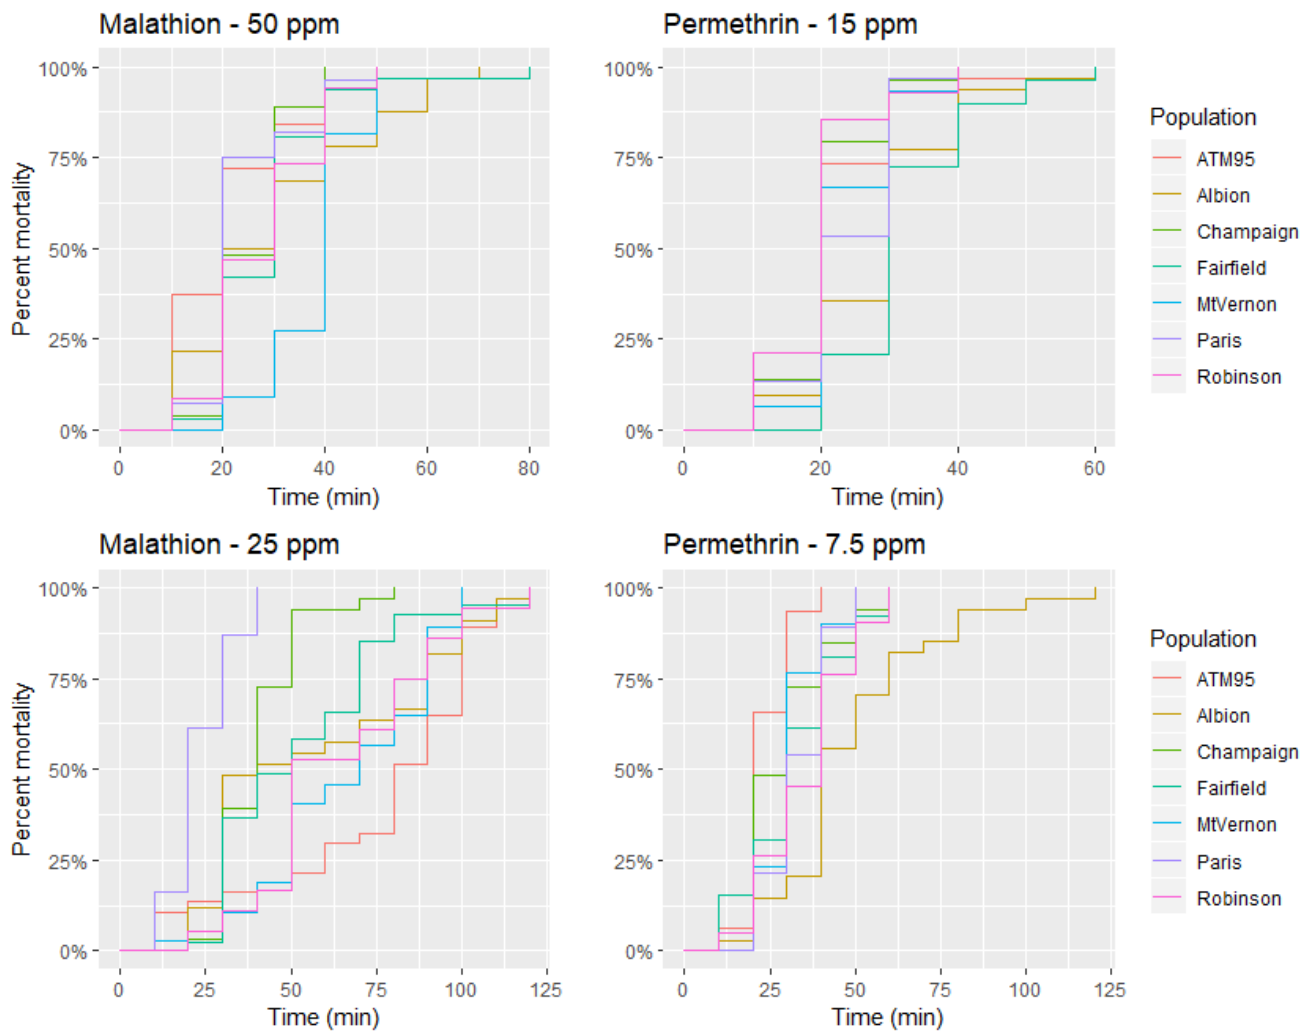 Malathion - 50 ppm
Percent mortality
100%
75%
50%
25%
0%
0 20 40 60 80
Time (min)
Permethrin - 15 ppm
Percent mortality
100%
75%
50%
25%
0%
0 20 40 60
Time (min)
Population
ATM95
Albion
Champaign
Fairfield
MtVernon
Paris
Robinson
Malathion - 25 ppm
Percent mortality
100%
75%
50%
25%
0%
0 25 50 75 100 125
Time (min)
Permethrin - 7.5 ppm
Percent mortality
100%
75%
50%
25%
0%
0 25 50 75 100 125
Time (min)
Population
ATM95
Albion
Champaign
Fairfield
MtVernon
Paris
Robinson